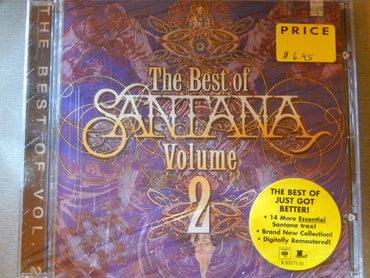 THE BEST OF VOL 2
PRICE
$ 6.95
The Best of
SANTANA
Volume
2
THE BEST OF
JUST GOT
BETTER!
• 14 More Essential
Santana trax!
• Brand New Collection!
• Digitally Remastered!